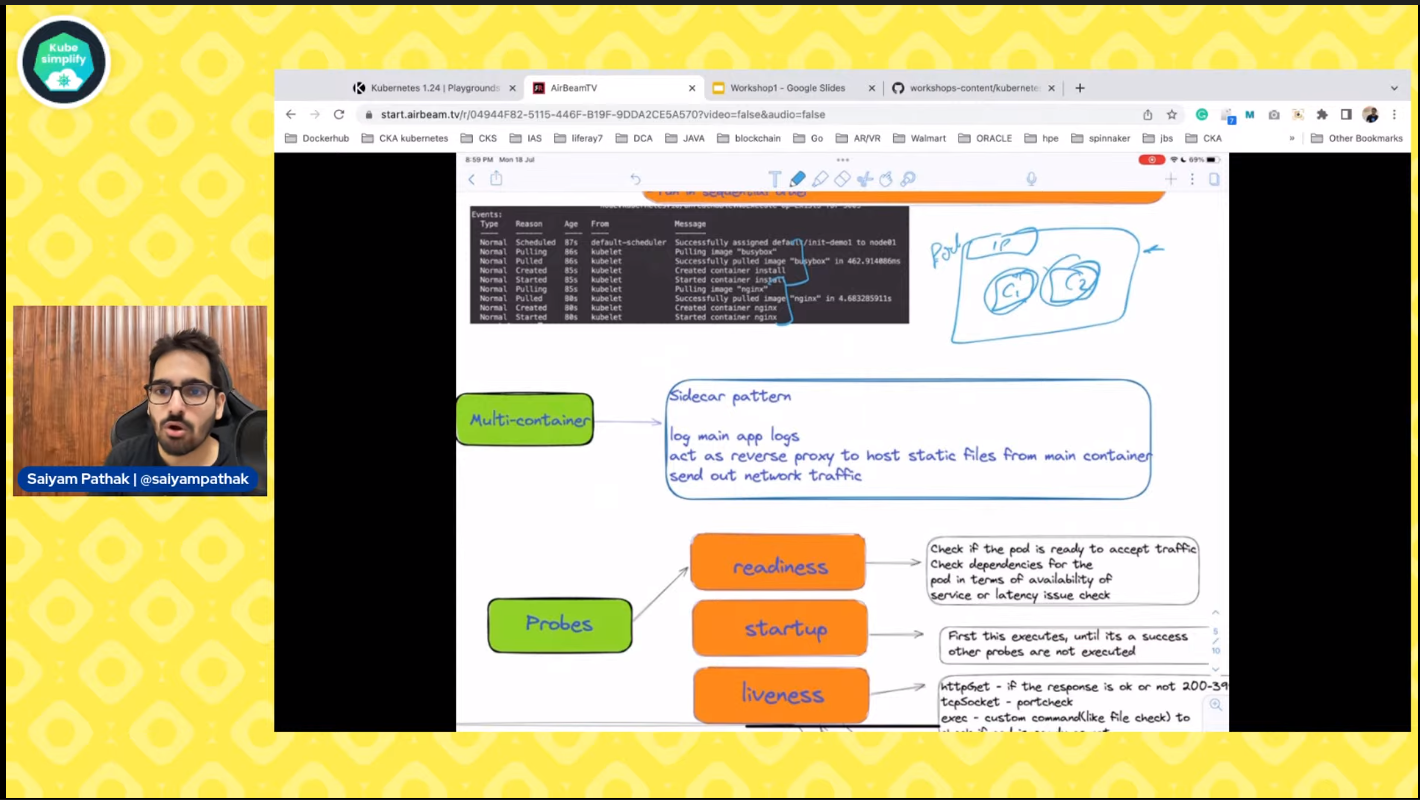 Kube
simplify
Kubernetes 1.24 | Playgrounds
AirBeamTV
Workshop1 - Google Slides
workshops-content/kubernete
start.airbeam.tv/r/04944F82-5115-446F-B19F-9DDA2CE5A570?video=false&audio=false
Dockerhub CKA kubernetes CKS IAS liferay7 DCA JAVA blockchain Go AR/VR Walmart ORACLE hpe spinnaker jbs CKA » Other Bookmarks
8:59 PM Mon 18 Jul
69%
run in sequential
Events:
Type Reason Age From Message
Normal Scheduled 87s default-scheduler Successfully assigned default/init-demo1 to node01
Normal Pulling 86s kubelet Pulling image "busybox"
Normal Pulled 86s kubelet Successfully pulled image "busybox" in 462.914086ms
Normal Created 85s kubelet Created container install
Normal Started 85s kubelet Started container install
Normal Pulling 85s kubelet Pulling image "nginx"
Normal Pulled 80s kubelet Successfully pulled image "nginx" in 4.683285911s
Normal Created 80s kubelet Created container nginx
Normal Started 80s kubelet Started container nginx
Pod
IP
C1
C2
Multi-container
Sidecar pattern
log main app logs
act as reverse proxy to host static files from main container
send out network traffic
Saiyam Pathak | @saiyampathak
Probes
readiness
Check if the pod is ready to accept traffic
Check dependencies for the
pod in terms of availability of
service or latency issue check
startup
First this executes, until its a success
other probes are not executed
liveness
httpGet - if the response is ok or not 200-39
tcpSocket - portcheck
exec - custom command(like file check) to
5
/
10